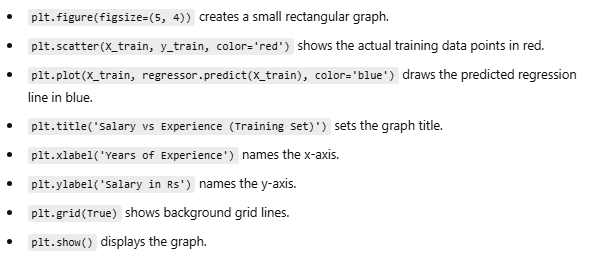 • plt.figure(figsize=(5, 4)) creates a small rectangular graph.
• plt.scatter(X_train, y_train, color='red') shows the actual training data points in red.
• plt.plot(X_train, regressor.predict(X_train), color='blue') draws the predicted regression
line in blue.
• plt.title('Salary vs Experience (Training Set)') sets the graph title.
• plt.xlabel('Years of Experience') names the x-axis.
• plt.ylabel('Salary in Rs') names the y-axis.
• plt.grid(True) shows background grid lines.
• plt.show() displays the graph.